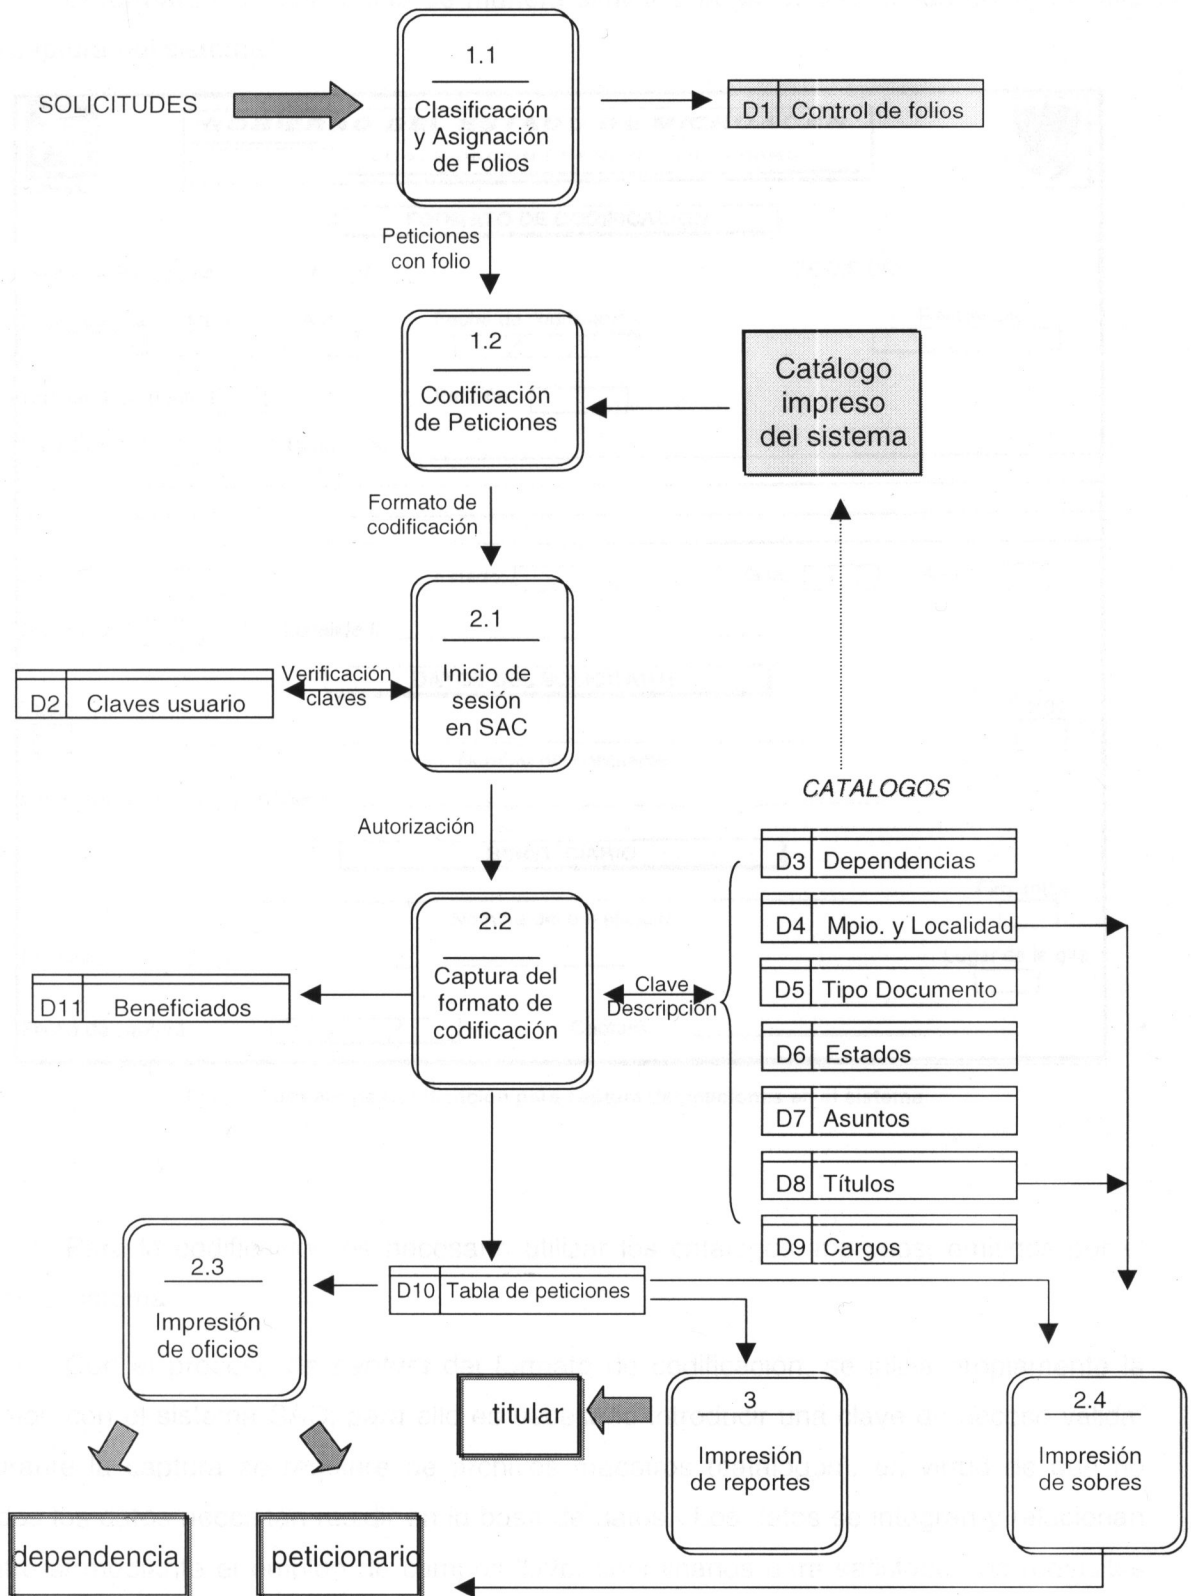 1.1
SOLICITUDES
Clasificación
y Asignación
de Folios
D1 Control de folios
Peticiones
con folio
1.2
Codificación
de Peticiones
Catálogo
impreso
del sistema
Formato de
codificación
2.1
Inicio de
sesión
en SAC
Verificación
claves
D2 Claves usuario
CATALOGOS
Autorización
D3 Dependencias
2.2
D4 Mpio. y Localidad
Captura del
formato de
codificación
Clave
Descripción
D5 Tipo Documento
D11 Beneficiados
D6 Estados
D7 Asuntos
D8 Títulos
D9 Cargos
2.3
Impresión
de oficios
D10 Tabla de peticiones
titular
3
Impresión
de reportes
2.4
Impresión
de sobres
dependencia
peticionario